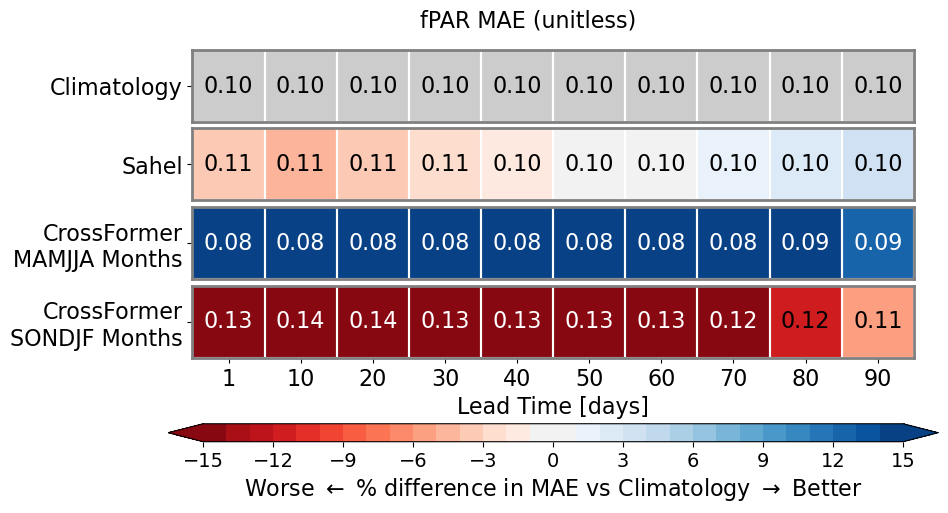 fPAR MAE (unitless)
Climatology 0.10 0.10 0.10 0.10 0.10 0.10 0.10 0.10 0.10 0.10
Sahel 0.11 0.11 0.11 0.11 0.10 0.10 0.10 0.10 0.10 0.10
CrossFormer
MAMJJA Months 0.08 0.08 0.08 0.08 0.08 0.08 0.08 0.08 0.09 0.09
CrossFormer
SONDJF Months 0.13 0.14 0.14 0.13 0.13 0.13 0.13 0.12 0.12 0.11
1 10 20 30 40 50 60 70 80 90
Lead Time [days]
−15 −12 −9 −6 −3 0 3 6 9 12 15
Worse ← % difference in MAE vs Climatology → Better